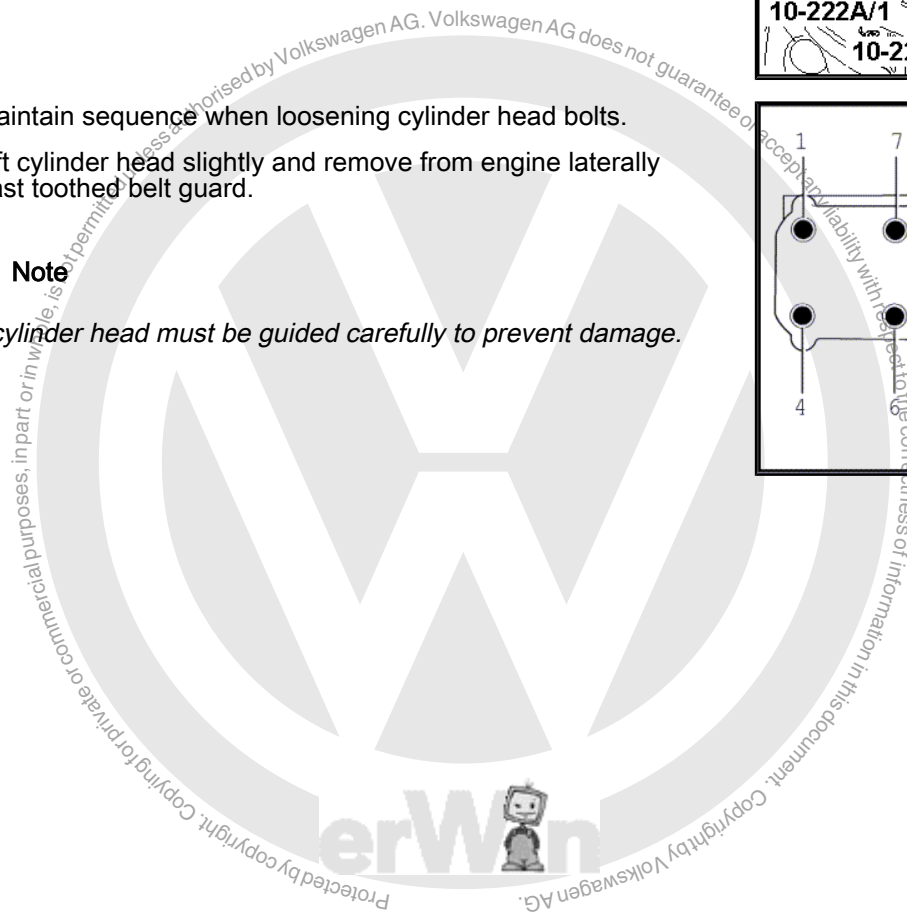 10-222A/1
aintain sequence when loosening cylinder head bolts.
ft cylinder head slightly and remove from engine laterally
ast toothed belt guard.
Note
cylinder head must be guided carefully to prevent damage.
1 7
4 6
erWin
Protected by copyright. Copying for private or commercial purposes, in part or in whole, is not permitted unless authorised by Volkswagen AG. Volkswagen AG does not guarantee or accept any liability with respect to the correctness of information in this document. Copyright by Volkswagen AG.